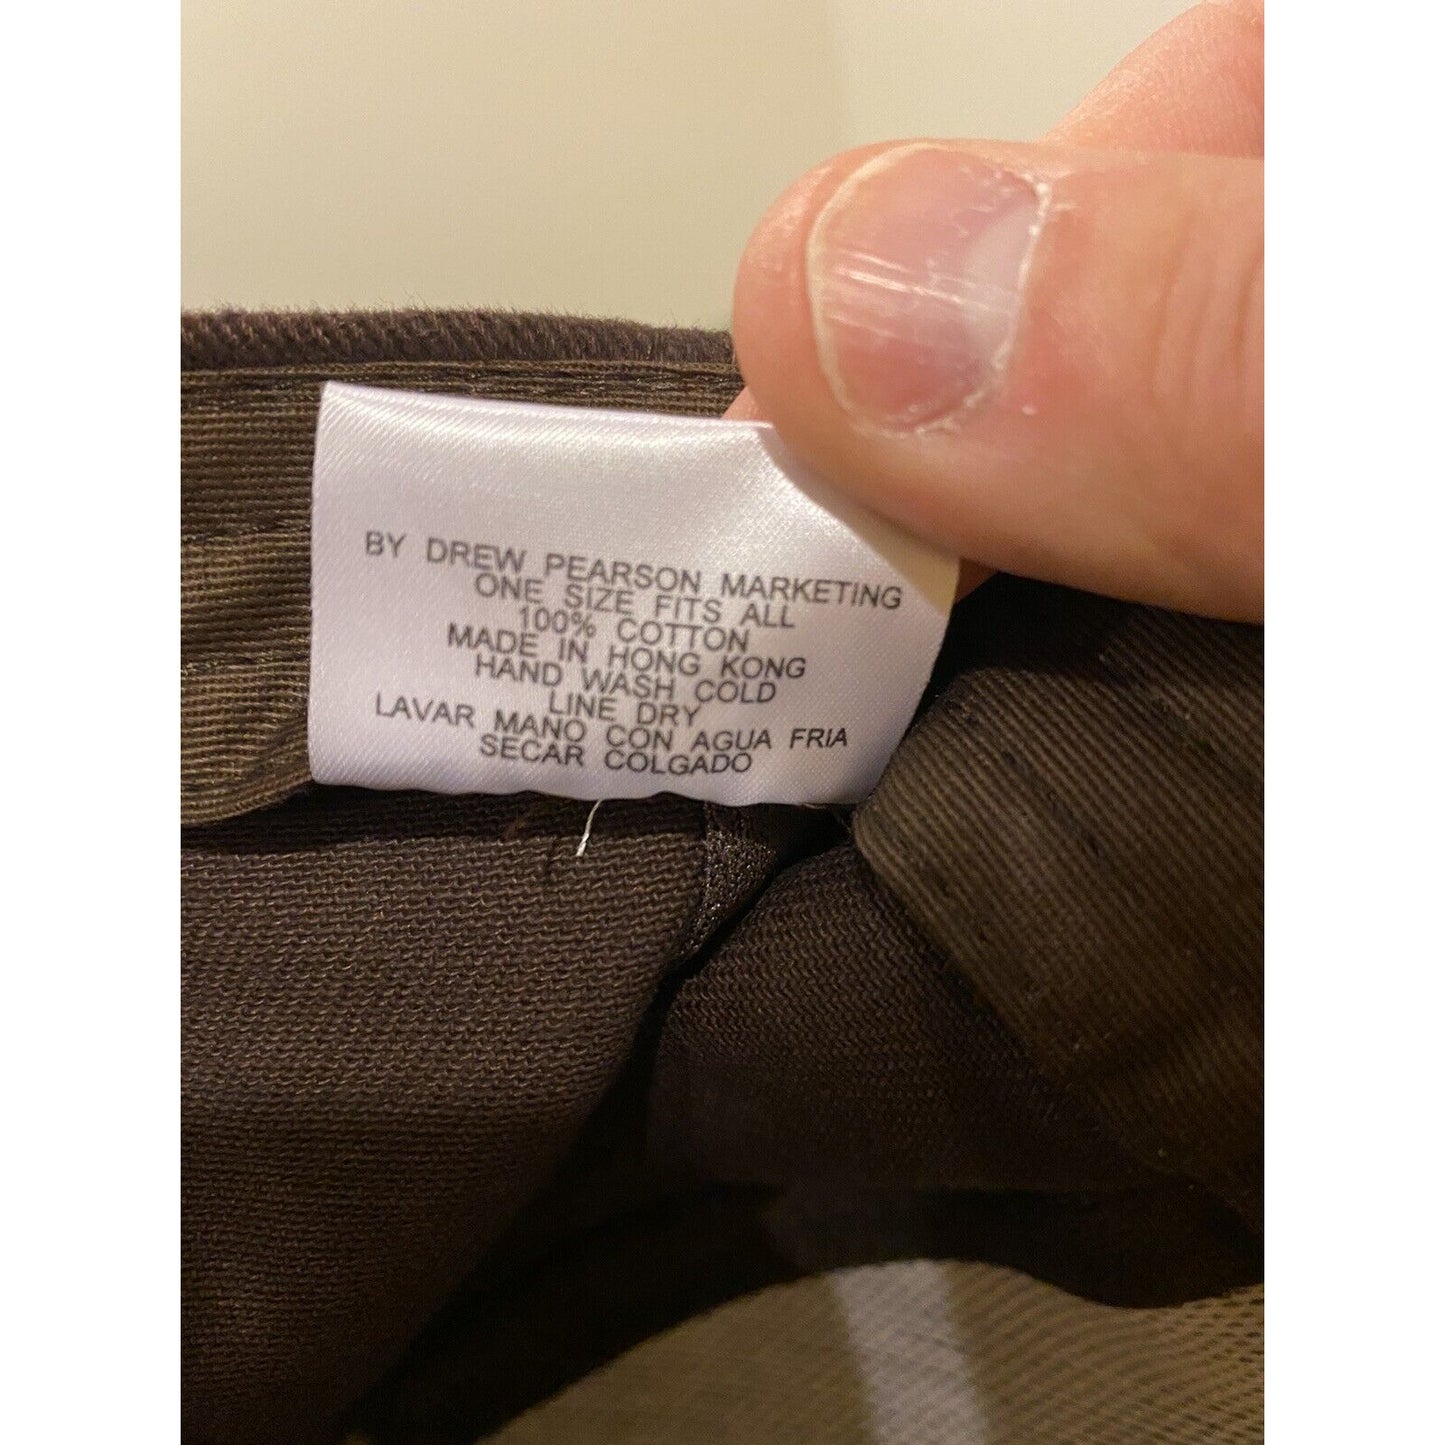 BY DREW PEARSON MARKETING
ONE SIZE FITS ALL
100% COTTON
MADE IN HONG KONG
HAND WASH COLD
LINE DRY
LAVAR MANO CON AGUA FRIA
SECAR COLGADO